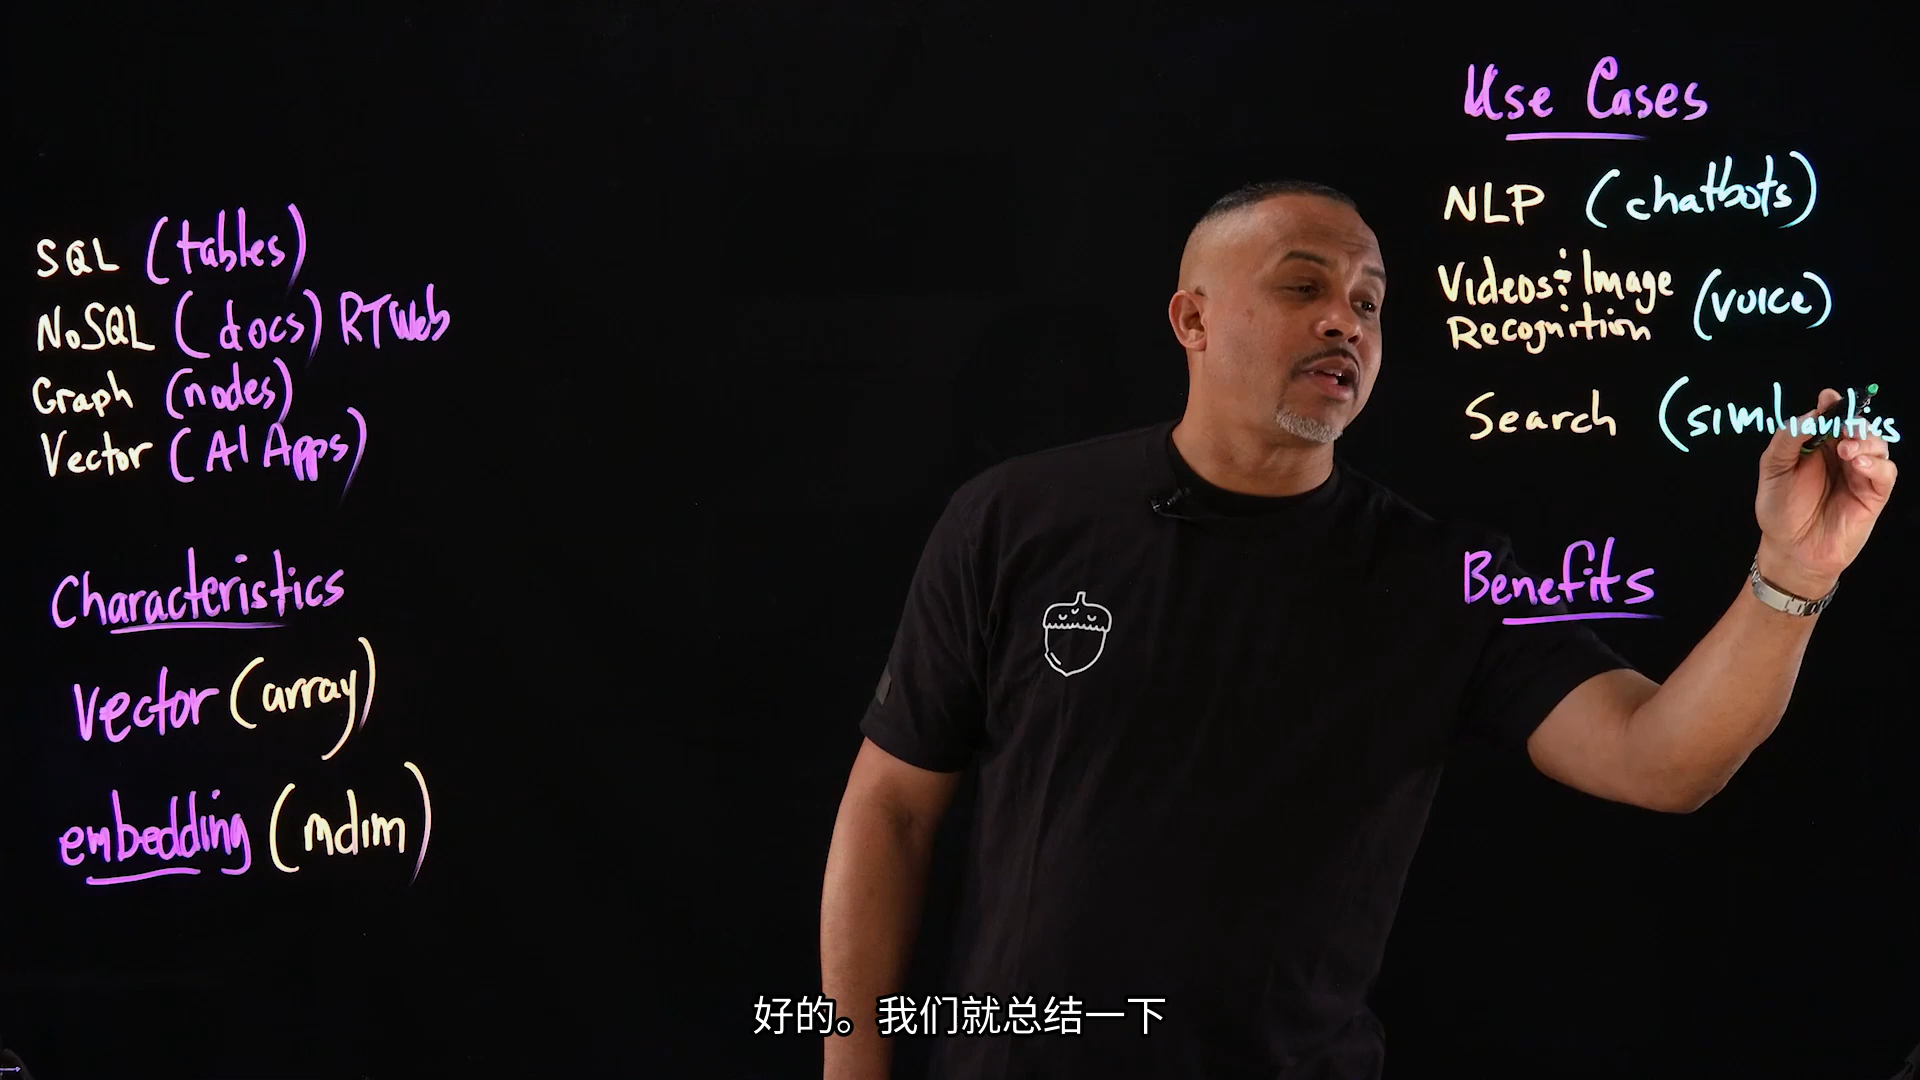 SQL (tables)
NoSQL (docs) RTWeb
Graph (nodes)
Vector (AI Apps)
Characteristics
Vector (array)
embedding (mdim)
Use Cases
NLP (chatbots)
Videos & Image
Recognition (voice)
Search (similiarities
Benefits
好的。我们就总结一下